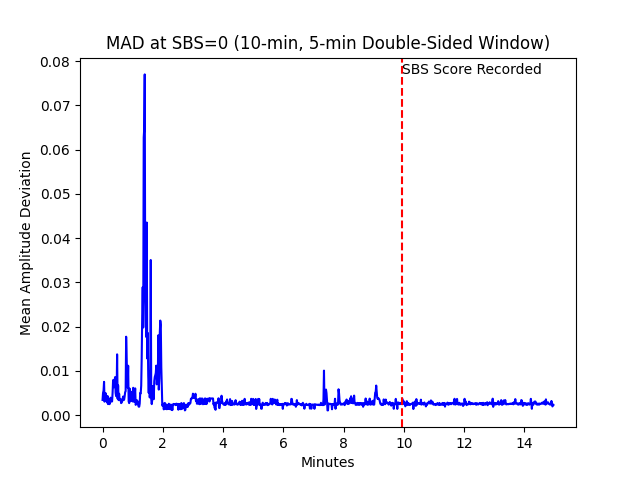 MAD at SBS=0 (10-min, 5-min Double-Sided Window)
SBS Score Recorded
0.08
0.07
0.06
0.05
0.04
0.03
0.02
0.01
0.00
Mean Amplitude Deviation
0 2 4 6 8 10 12 14
Minutes